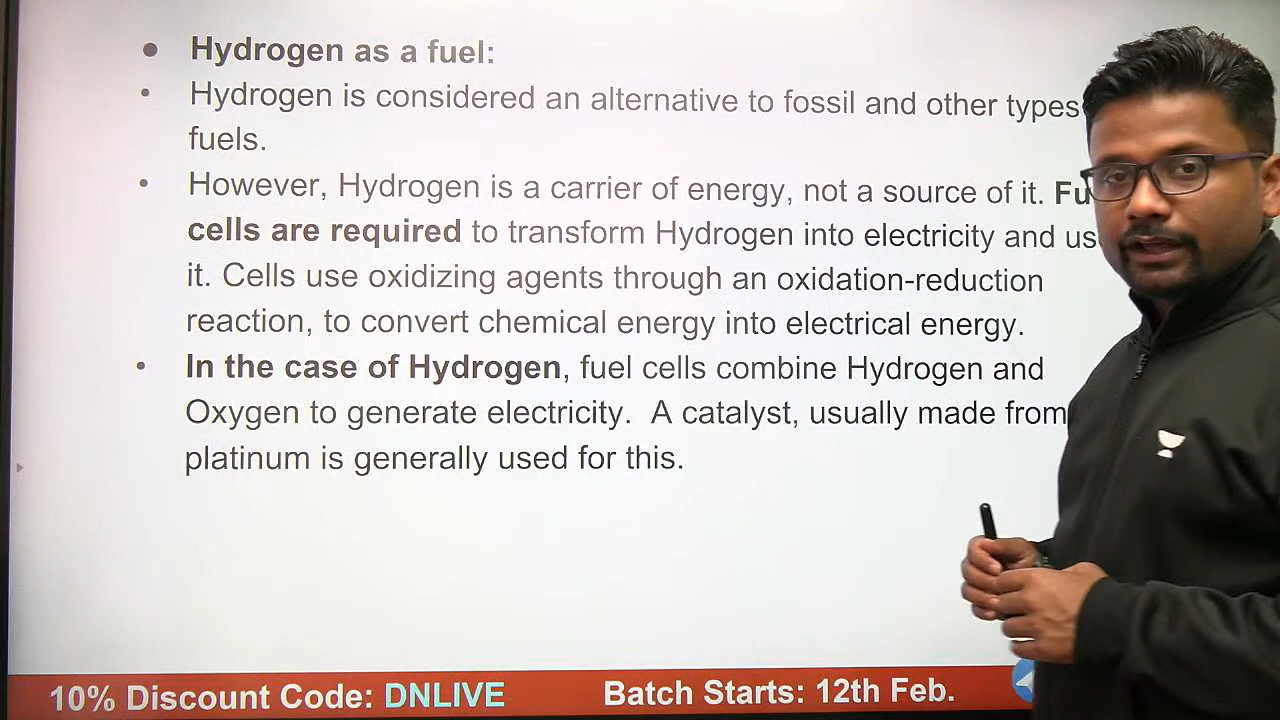 Hydrogen as a fuel:
Hydrogen is considered an alternative to fossil and other types
fuels.
However, Hydrogen is a carrier of energy, not a source of it.
cells are required to transform Hydrogen into electricity and
it. Cells use oxidizing agents through an oxidation-reduction
reaction, to convert chemical energy into electrical energy.
In the case of Hydrogen, fuel cells combine Hydrogen and
Oxygen to generate electricity. A catalyst, usually made from
platinum is generally used for this.
10% Discount Code: DNLIVE
Batch Starts: 12th Feb.